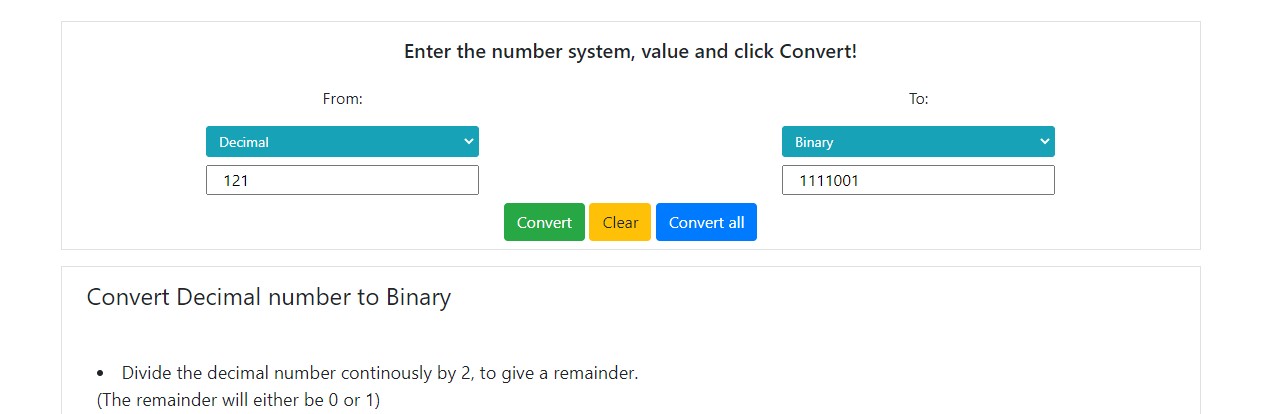 Enter the number system, value and click Convert!
From: To:
Decimal Binary
121 1111001
Convert Clear Convert all
Convert Decimal number to Binary
• Divide the decimal number continously by 2, to give a remainder.
(The remainder will either be 0 or 1)